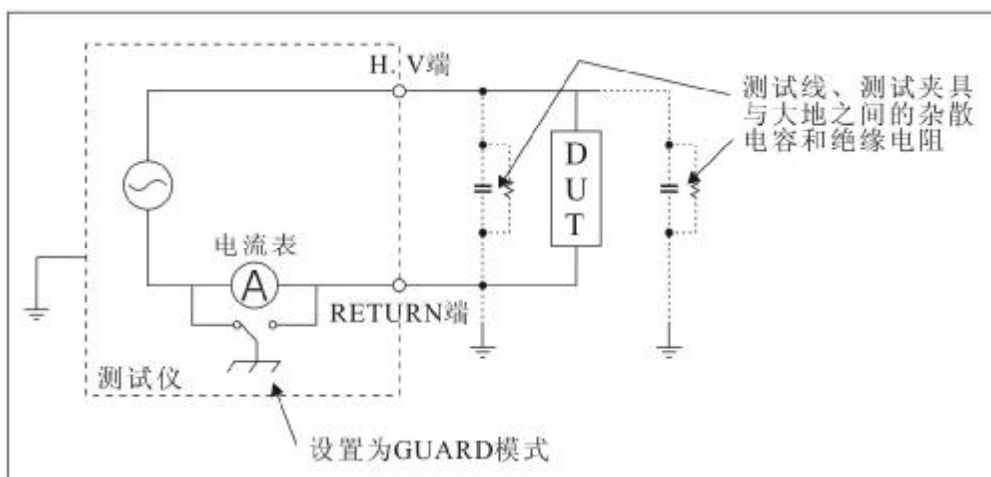 H. V端
测试线、测试夹具
与大地之间的杂散
电容和绝缘电阻
D
U
T
电流表
A
RETURN端
测试仪
设置为GUARD模式